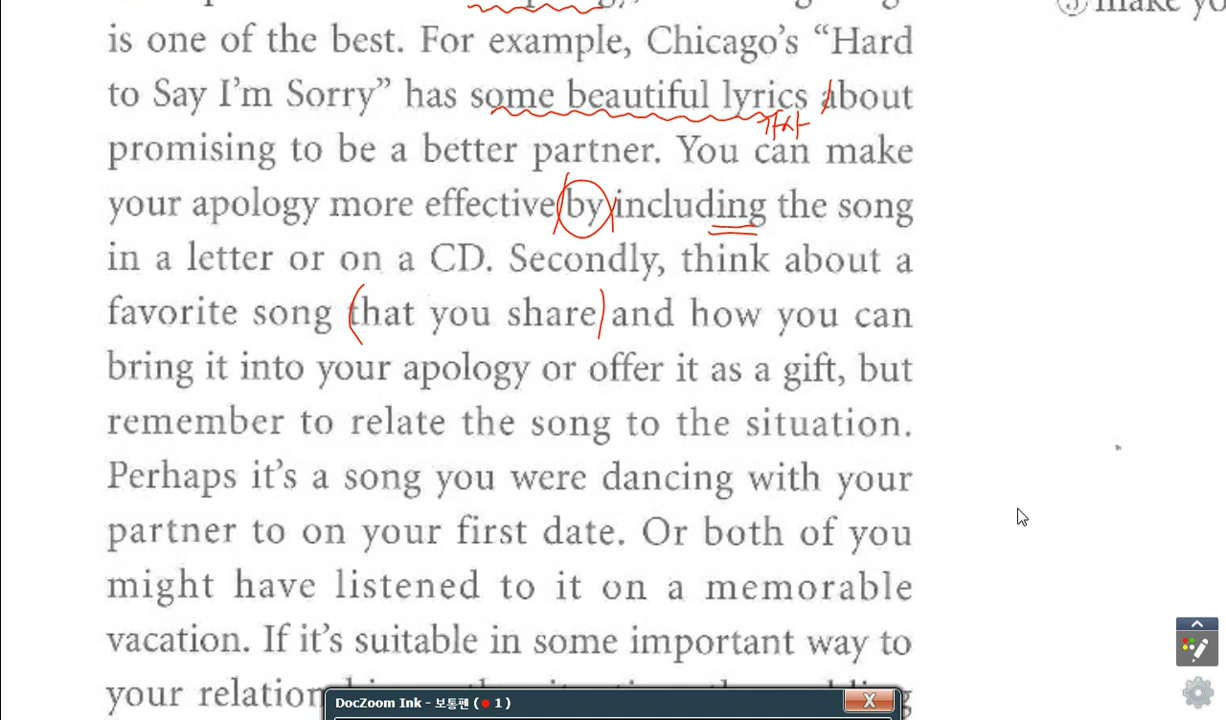 ③ make yo
is one of the best. For example, Chicago's “Hard
to Say I'm Sorry” has some beautiful lyrics about
가사
promising to be a better partner. You can make
your apology more effective by including the song
in a letter or on a CD. Secondly, think about a
favorite song that you share and how you can
bring it into your apology or offer it as a gift, but
remember to relate the song to the situation.
Perhaps it's a song you were dancing with your
partner to on your first date. Or both of you
might have listened to it on a memorable
vacation. If it's suitable in some important way to
your relation
DocZoom Ink - 보통펜 ( 1 )
X